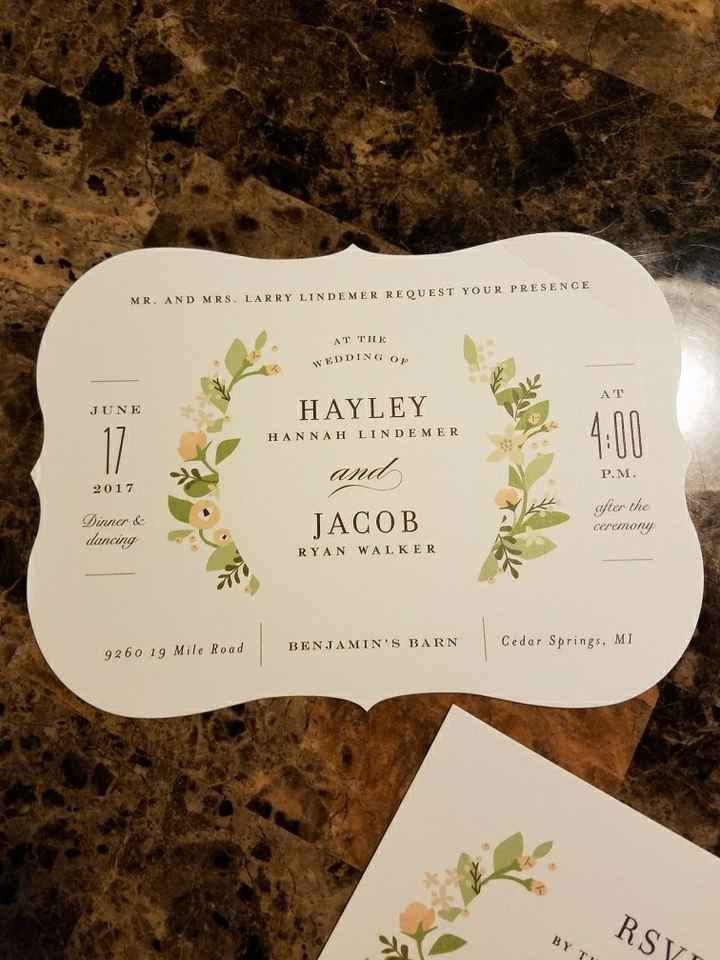 MR. AND MRS. LARRY LINDEMER REQUEST YOUR PRESENCE
AT THE
WEDDING OF
HAYLEY
HANNAH LINDEMER
and
JACOB
RYAN WALKER
JUNE
17
2017
Dinner &
dancing
AT
4:00
P.M.
after the
ceremony
9260 19 Mile Road
BENJAMIN'S BARN
Cedar Springs, MI
RSVP
BY